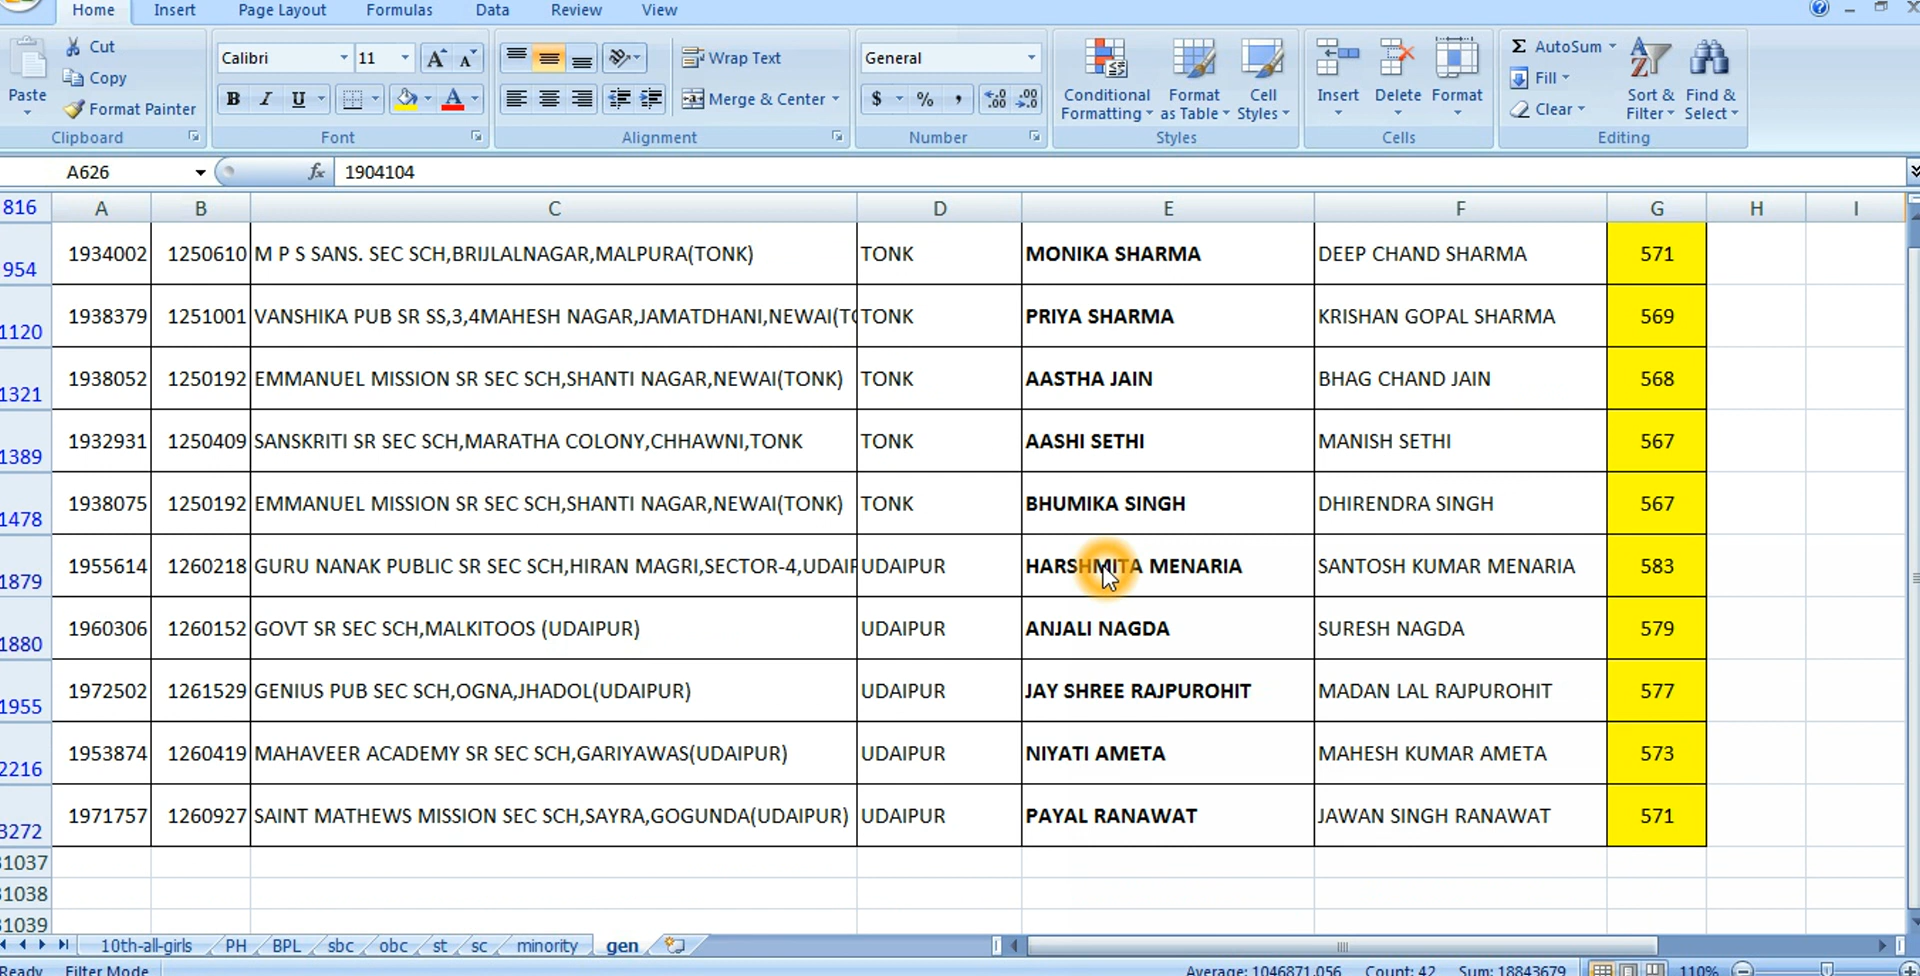 Home Insert Page Layout Formulas Data Review View
Cut
Copy
Format Painter
Paste
Clipboard
Calibri 11 A A
B I U A
Font
Wrap Text
Merge & Center
Alignment
General
$ % , .00 .0
Number
Conditional Formatting
Format as Table
Cell Styles
Styles
Insert Delete Format
Cells
Σ AutoSum
Fill
Clear
Sort & Filter
Find & Select
Editing
A626 fx 1904104
816 A B C D E F G H I
954 1934002 1250610 M P S SANS. SEC SCH,BRIJLALNAGAR,MALPURA(TONK) TONK MONIKA SHARMA DEEP CHAND SHARMA 571
1120 1938379 1251001 VANSHIKA PUB SR SS,3,4MAHESH NAGAR,JAMATDHANI,NEWAI(TO TONK PRIYA SHARMA KRISHAN GOPAL SHARMA 569
1321 1938052 1250192 EMMANUEL MISSION SR SEC SCH,SHANTI NAGAR,NEWAI(TONK) TONK AASTHA JAIN BHAG CHAND JAIN 568
1389 1932931 1250409 SANSKRITI SR SEC SCH,MARATHA COLONY,CHHAWNI,TONK TONK AASHI SETHI MANISH SETHI 567
1478 1938075 1250192 EMMANUEL MISSION SR SEC SCH,SHANTI NAGAR,NEWAI(TONK) TONK BHUMIKA SINGH DHIRENDRA SINGH 567
1879 1955614 1260218 GURU NANAK PUBLIC SR SEC SCH,HIRAN MAGRI,SECTOR-4,UDAIP UDAIPUR HARSHMITA MENARIA SANTOSH KUMAR MENARIA 583
1880 1960306 1260152 GOVT SR SEC SCH,MALKITOOS (UDAIPUR) UDAIPUR ANJALI NAGDA SURESH NAGDA 579
1955 1972502 1261529 GENIUS PUB SEC SCH,OGNA,JHADOL(UDAIPUR) UDAIPUR JAY SHREE RAJPUROHIT MADAN LAL RAJPUROHIT 577
2216 1953874 1260419 MAHAVEER ACADEMY SR SEC SCH,GARIYAWAS(UDAIPUR) UDAIPUR NIYATI AMETA MAHESH KUMAR AMETA 573
3272 1971757 1260927 SAINT MATHEWS MISSION SEC SCH,SAYRA,GOGUNDA(UDAIPUR) UDAIPUR PAYAL RANAWAT JAWAN SINGH RANAWAT 571
31037
31038
31039
10th-all-girls PH BPL sbc obc st sc minority gen
Ready Filter Mode Average: 1046871.056 Count: 42 Sum: 18843679 110%